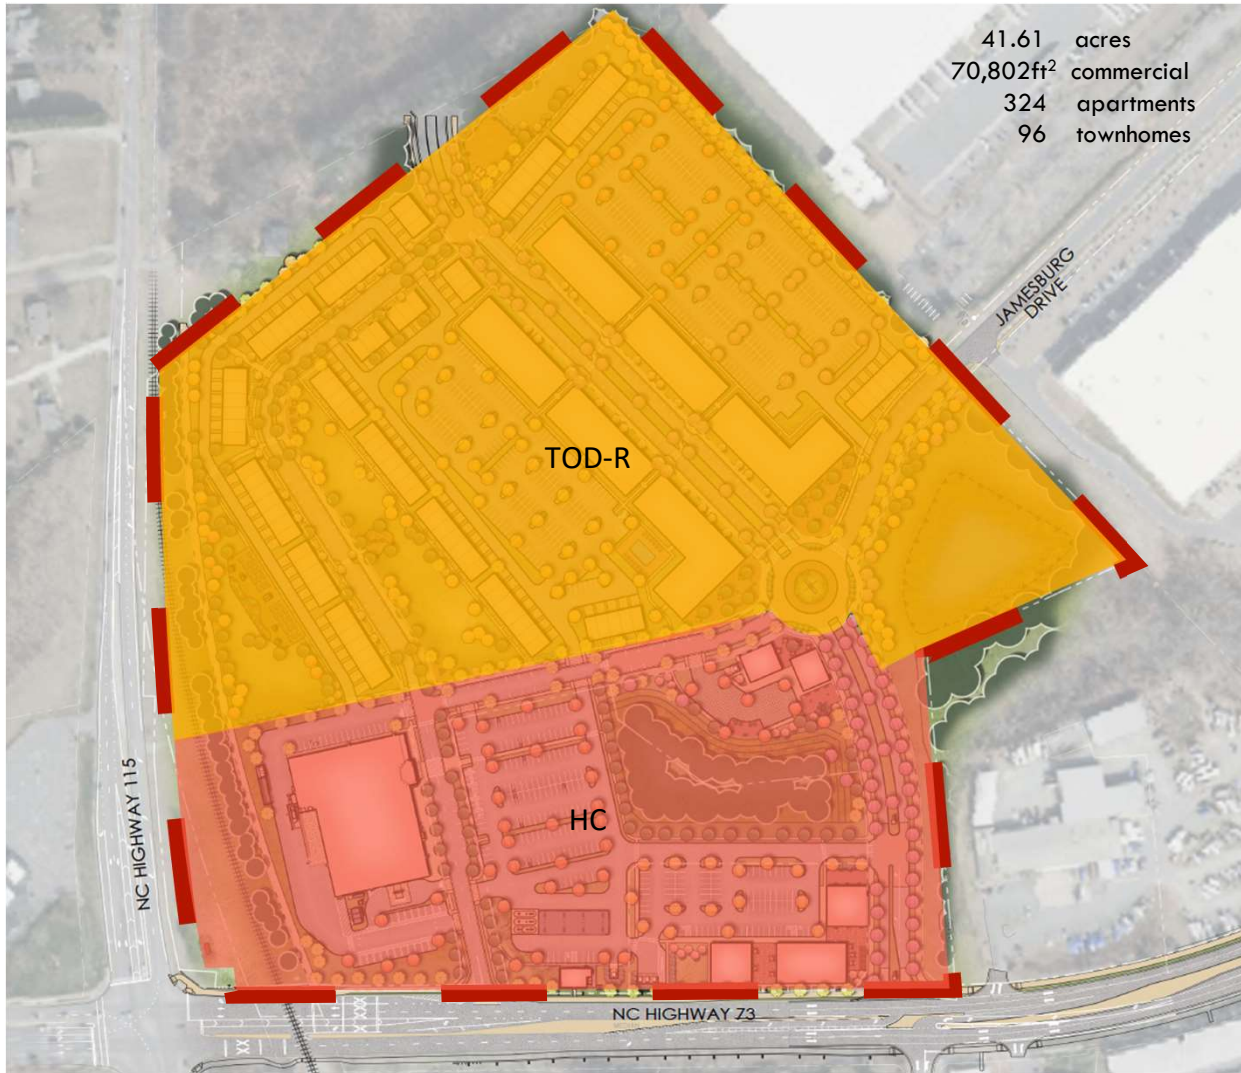 41.61 acres
70,802ft² commercial
324 apartments
96 townhomes
JAMESBURG
DRIVE
TOD-R
NC HIGHWAY 115
HC
NC HIGHWAY 73